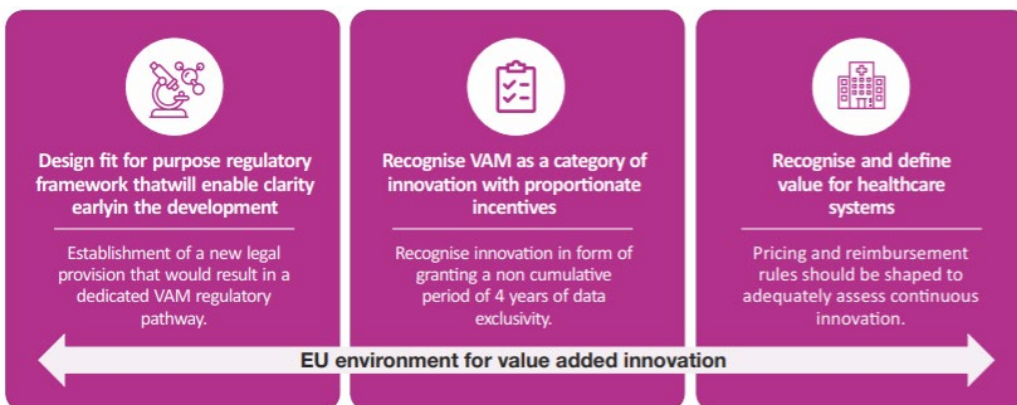 Design fit for purpose regulatory
framework thatwill enable clarity
earlyin the development
Establishment of a new legal
provision that would result in a
dedicated VAM regulatory
pathway.
Recognise VAM as a category of
innovation with proportionate
incentives
Recognise innovation in form of
granting a non cumulative
period of 4 years of data
exclusivity.
Recognise and define
value for healthcare
systems
Pricing and reimbursement
rules should be shaped to
adequately assess continuous
innovation.
EU environment for value added innovation